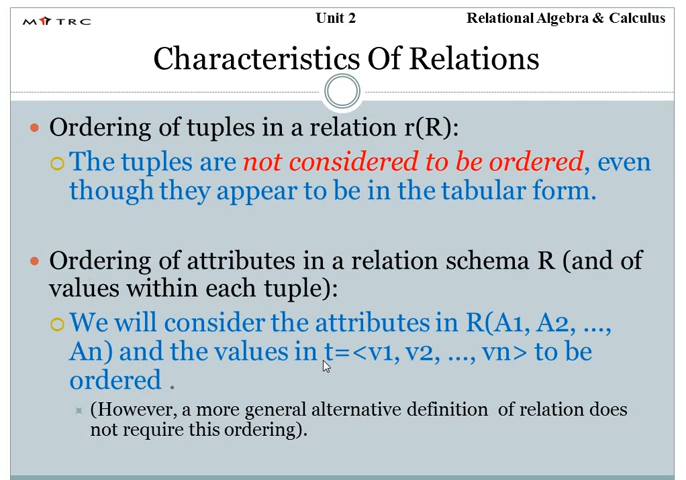 MYTRC
Unit 2
Relational Algebra & Calculus
Characteristics Of Relations
Ordering of tuples in a relation r(R):
The tuples are not considered to be ordered, even
though they appear to be in the tabular form.
Ordering of attributes in a relation schema R (and of
values within each tuple):
We will consider the attributes in R(A1, A2, ...,
An) and the values in t=<v1, v2, ..., vn> to be
ordered .
(However, a more general alternative definition of relation does
not require this ordering).